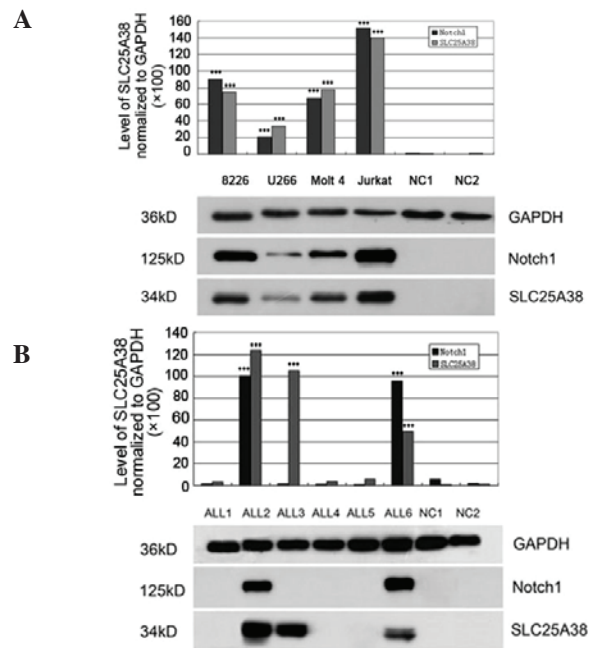 A
Level of SLC25A38
normalized to GAPDH
(×100)
160
140
120
100
80
60
40
20
0
*** *** *** *** *** *** *** ***
Notch1
SLC25A38
8226 U266 Molt 4 Jurkat NC1 NC2
36kD GAPDH
125kD Notch1
34kD SLC25A38
B
Level of SLC25A38
normalized to GAPDH
(×100)
140
120
100
80
60
40
20
0
*** *** *** *** ***
Notch1
SLC25A38
ALL1 ALL2 ALL3 ALL4 ALL5 ALL6 NC1 NC2
36kD GAPDH
125kD Notch1
34kD SLC25A38